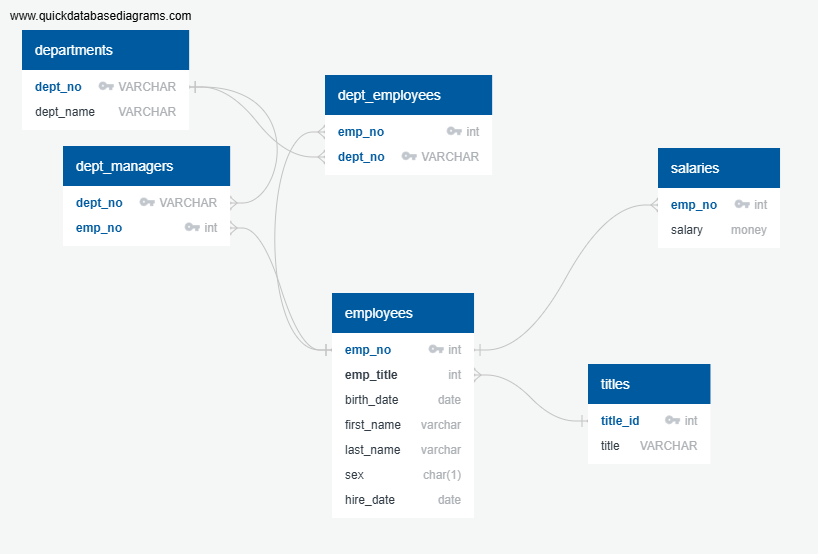 www.quickdatabasediagrams.com
departments
dept_no VARCHAR
dept_name VARCHAR
dept_employees
emp_no int
dept_no VARCHAR
dept_managers
dept_no VARCHAR
emp_no int
salaries
emp_no int
salary money
employees
emp_no int
emp_title int
birth_date date
first_name varchar
last_name varchar
sex char(1)
hire_date date
titles
title_id int
title VARCHAR